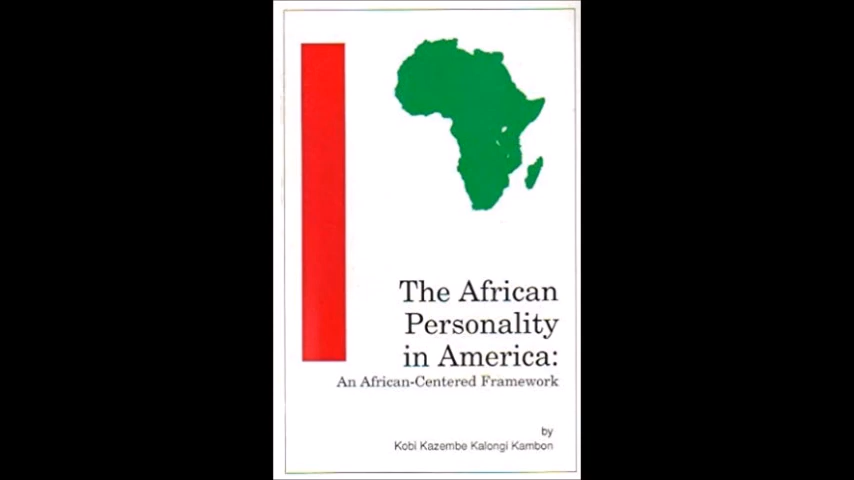 The African
Personality
in America:
An African-Centered Framework
by
Kobi Kazembe Kalongi Kambon